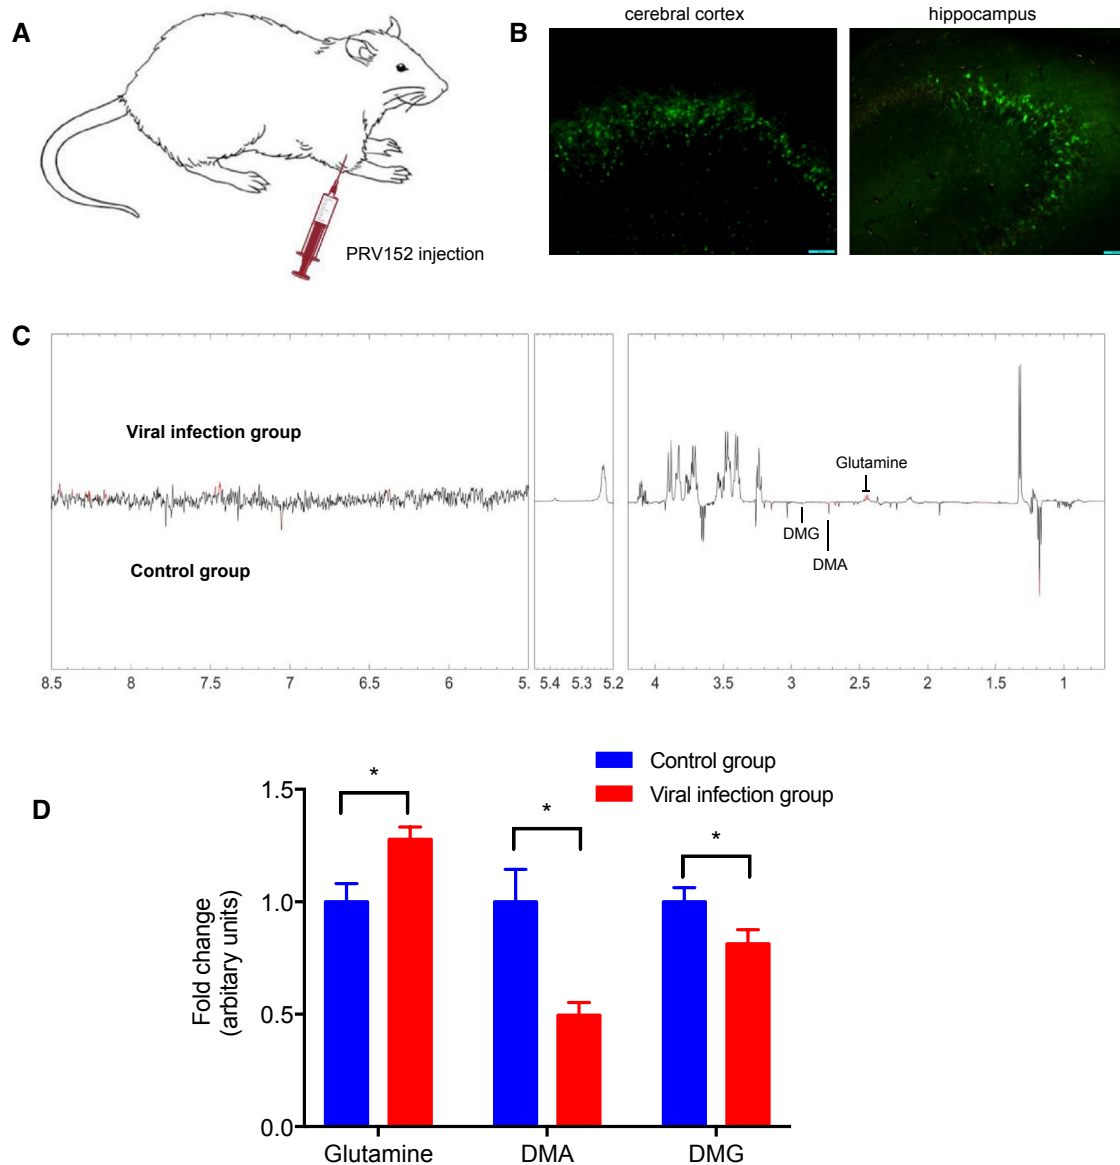 A
PRV152 injection
B
cerebral cortex
hippocampus
C
Viral infection group
Control group
Glutamine
DMG
DMA
8.5 8 7.5 7 6.5 6 5. 5.4 5.3 5.2 4 3.5 3 2.5 2 1.5 1
D
Control group
Viral infection group
Fold change
(arbitary units)
1.5
1.0
0.5
0.0
*
*
*
Glutamine DMA DMG